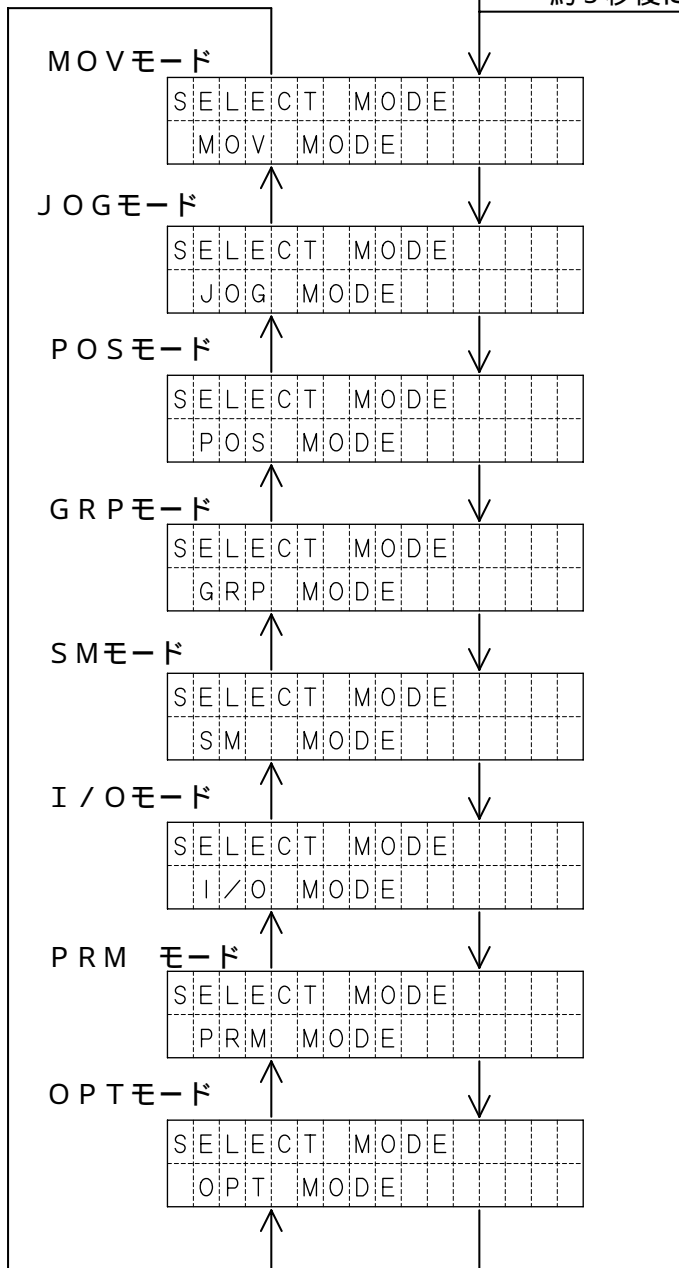 約5秒後に
MOVモード
SELECT MODE
MOV MODE
JOGモード
SELECT MODE
JOG MODE
POSモード
SELECT MODE
POS MODE
GRPモード
SELECT MODE
GRP MODE
SMモード
SELECT MODE
SM MODE
I/Oモード
SELECT MODE
I/O MODE
PRM モード
SELECT MODE
PRM MODE
OPTモード
SELECT MODE
OPT MODE